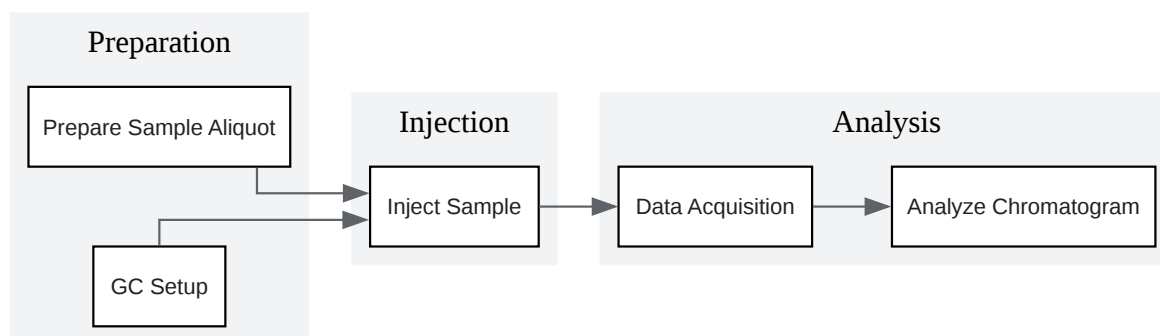 Preparation
Prepare Sample Aliquot
GC Setup
Injection
Inject Sample
Analysis
Data Acquisition
Analyze Chromatogram